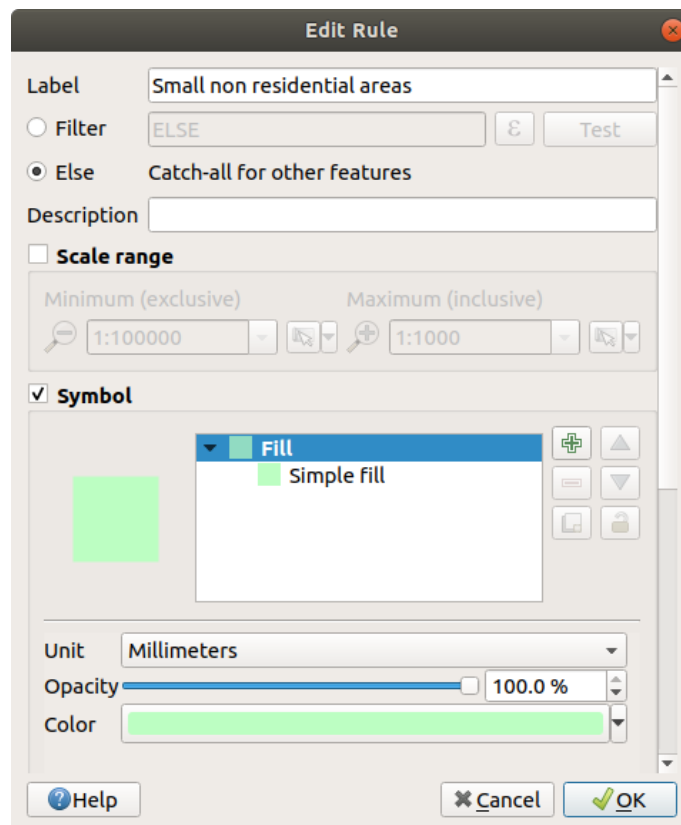 Edit Rule
Label Small non residential areas
Filter ELSE ε Test
Else Catch-all for other features
Description
Scale range
Minimum (exclusive) Maximum (inclusive)
1:100000 1:1000
Symbol
Fill
Simple fill
Unit Millimeters
Opacity 100.0 %
Color
Help Cancel OK